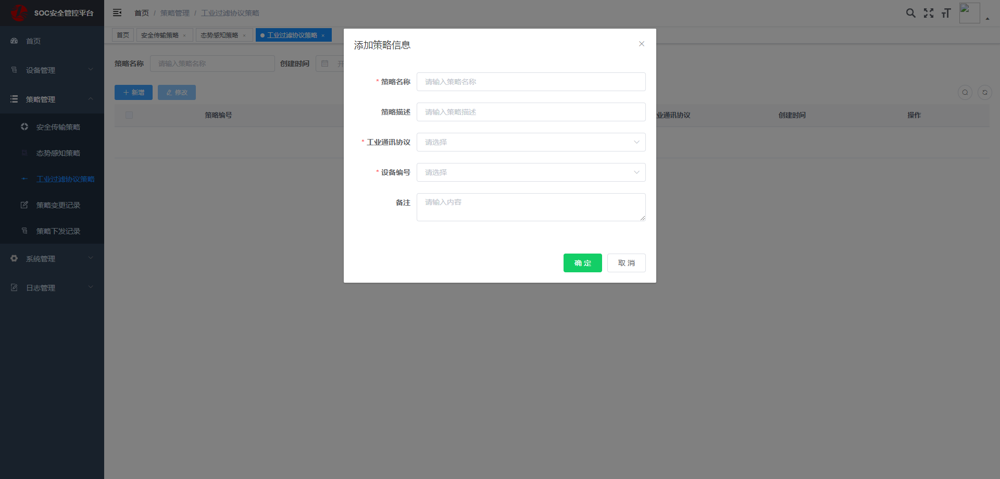 SOC安全管控平台
首页
设备管理
策略管理
安全传输策略
态势感知策略
工业过滤协议策略
策略变更记录
策略下发记录
系统管理
日志管理
首页 / 策略管理 / 工业过滤协议策略
首页 安全传输策略 × 态势感知策略 × 工业过滤协议策略 ×
策略名称 请输入策略名称 创建时间 开
新增 修改
策略编号 业通讯协议 创建时间 操作
添加策略信息
* 策略名称 请输入策略名称
策略描述 请输入策略描述
* 工业通讯协议 请选择
* 设备编号 请选择
备注 请输入内容
确 定 取 消